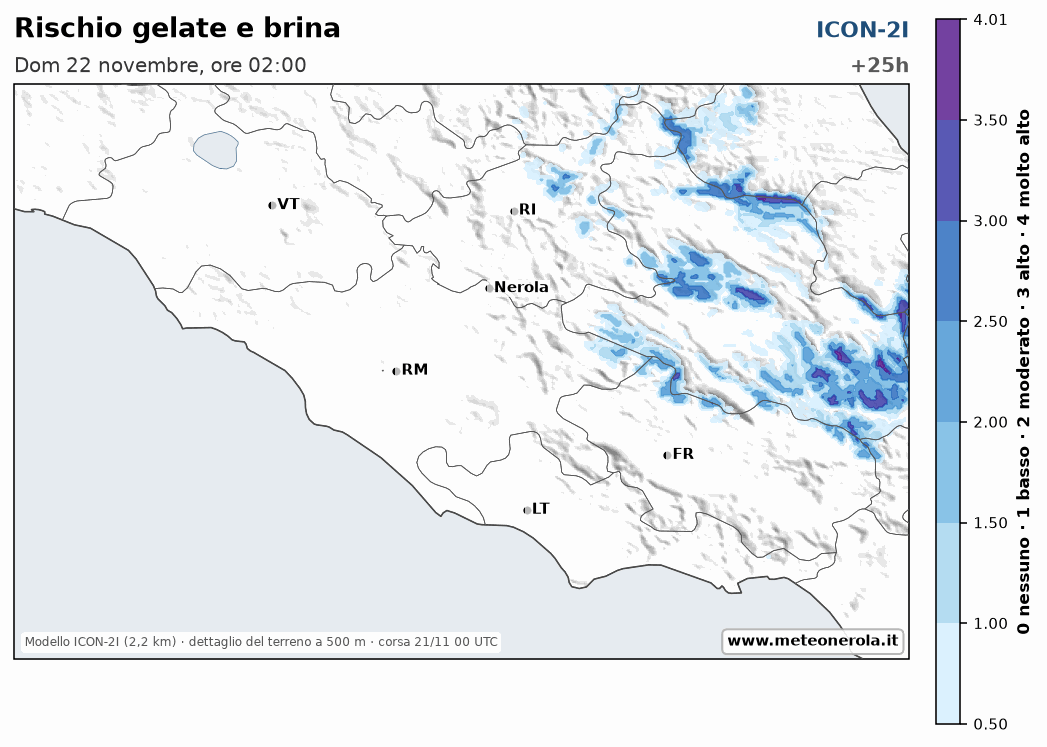 Rischio gelate e brina
ICON-2I
Dom 22 novembre, ore 02:00
+25h
4.01
3.50
3.00
2.50
2.00
1.50
1.00
0.50
0 nessuno · 1 basso · 2 moderato · 3 alto · 4 molto alto
VT
RI
Nerola
RM
FR
LT
Modello ICON-2I (2,2 km) · dettaglio del terreno a 500 m · corsa 21/11 00 UTC
www.meteonerola.it